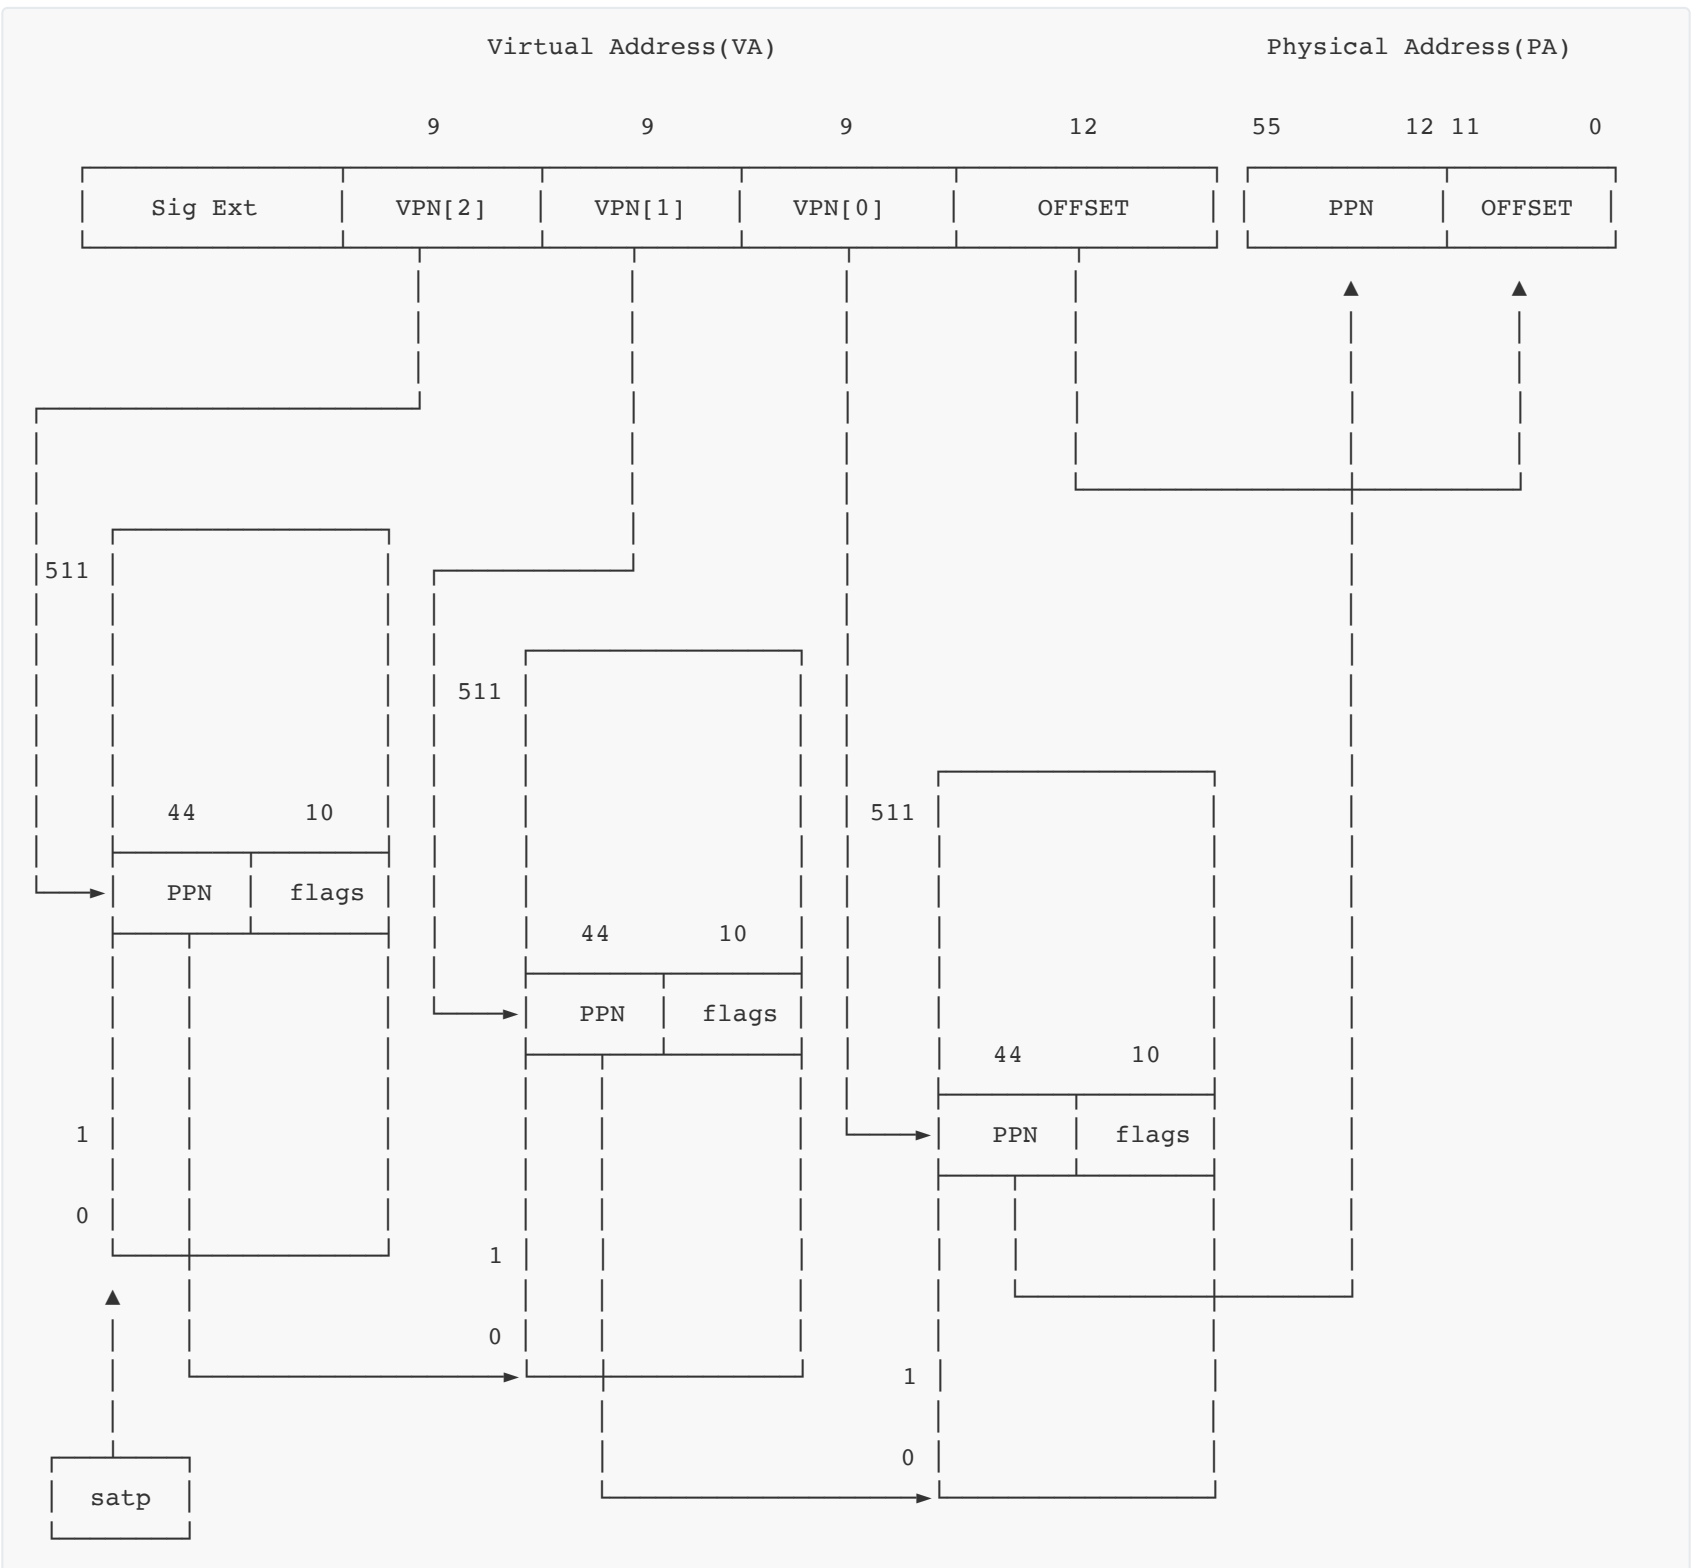 Virtual Address(VA) Physical Address(PA)
9 9 9 12 55 12 11 0
Sig Ext VPN[2] VPN[1] VPN[0] OFFSET PPN OFFSET
511
511
44 10 511
PPN flags
44 10
PPN flags
44 10
1 PPN flags
0
1
0
1
0
satp